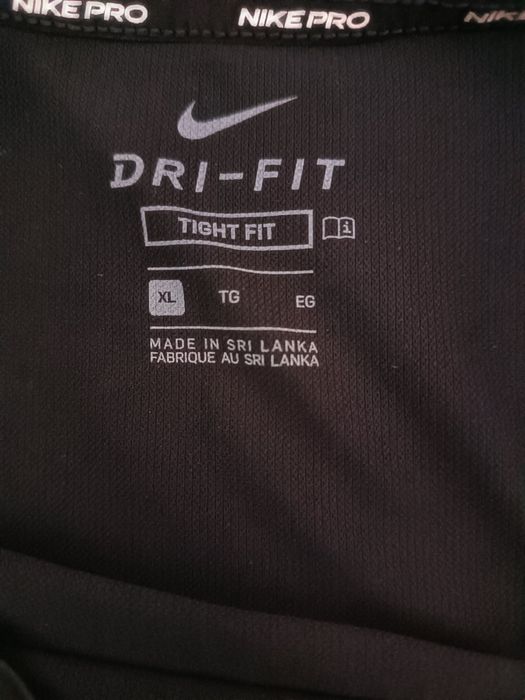 NIKE PRO NIKE PRO NIKE
DRI-FIT
TIGHT FIT
XL TG EG
MADE IN SRI LANKA
FABRIQUE AU SRI LANKA